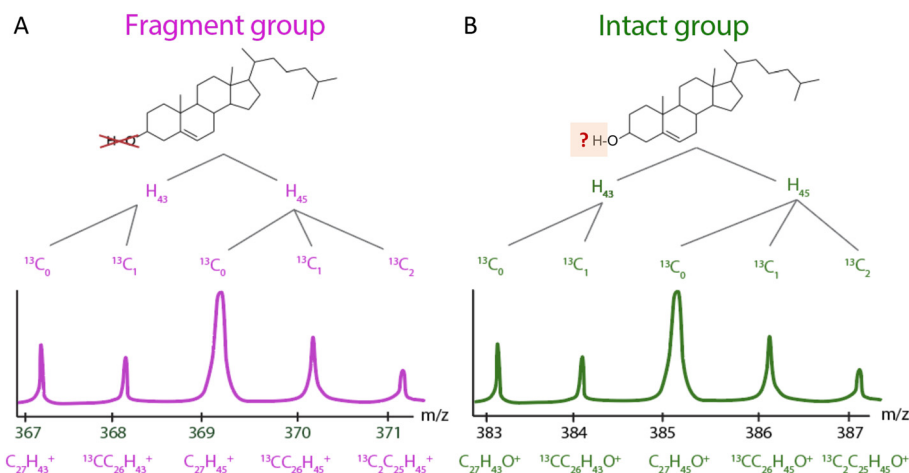 A Fragment group
H-O
H₄₃ H₄₅
¹³C₀ ¹³C₁ ¹³C₀ ¹³C₁ ¹³C₂
m/z
367 368 369 370 371
C₂₇H₄₃⁺ ¹³CC₂₆H₄₃⁺ C₂₇H₄₅⁺ ¹³CC₂₆H₄₅⁺ ¹³C₂C₂₅H₄₅⁺
B Intact group
? H-O
H₄₃ H₄₅
¹³C₀ ¹³C₁ ¹³C₀ ¹³C₁ ¹³C₂
m/z
383 384 385 386 387
C₂₇H₄₃O⁺ ¹³CC₂₆H₄₃O⁺ C₂₇H₄₅O⁺ ¹³CC₂₆H₄₅O⁺ ¹³C₂C₂₅H₄₅O⁺